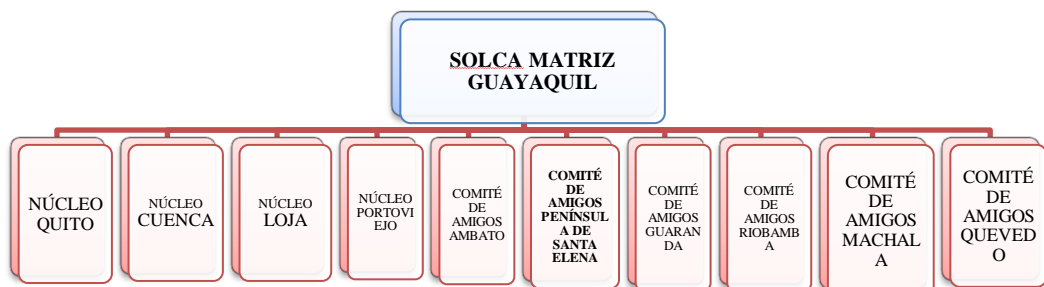 SOLCA MATRIZ
GUAYAQUIL
NÚCLEO
QUITO
NÚCLEO
CUENCA
NÚCLEO
LOJA
NÚCLEO
PORTOVI
EJO
COMITÉ
DE
AMIGOS
AMBATO
COMITÉ
DE
AMIGOS
PENÍNSUL
A DE
SANTA
ELENA
COMITÉ
DE
AMIGOS
GUARAN
DA
COMITÉ
DE
AMIGOS
RIOBAMB
A
COMITÉ
DE
AMIGOS
MACHAL
A
COMITÉ
DE
AMIGOS
QUEVED
O